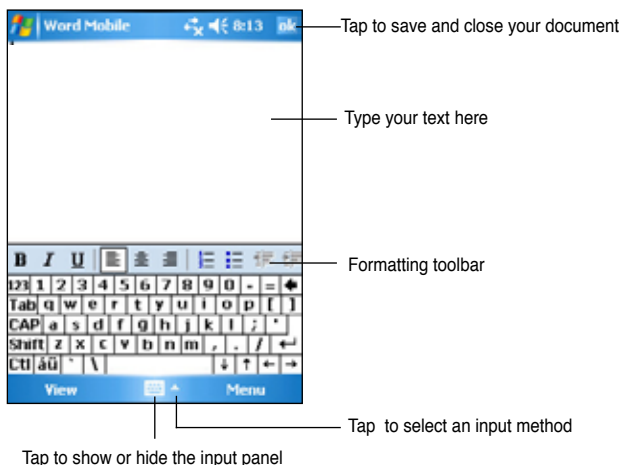 Word Mobile 8:13 ok
Tap to save and close your document
Type your text here
B I U
Formatting toolbar
123 1 2 3 4 5 6 7 8 9 0 - =
Tab q w e r t y u i o p [ ]
CAP a s d f g h j k l ; '
Shift z x c v b n m , . /
Ctl áü ` \
View Menu
Tap to select an input method
Tap to show or hide the input panel